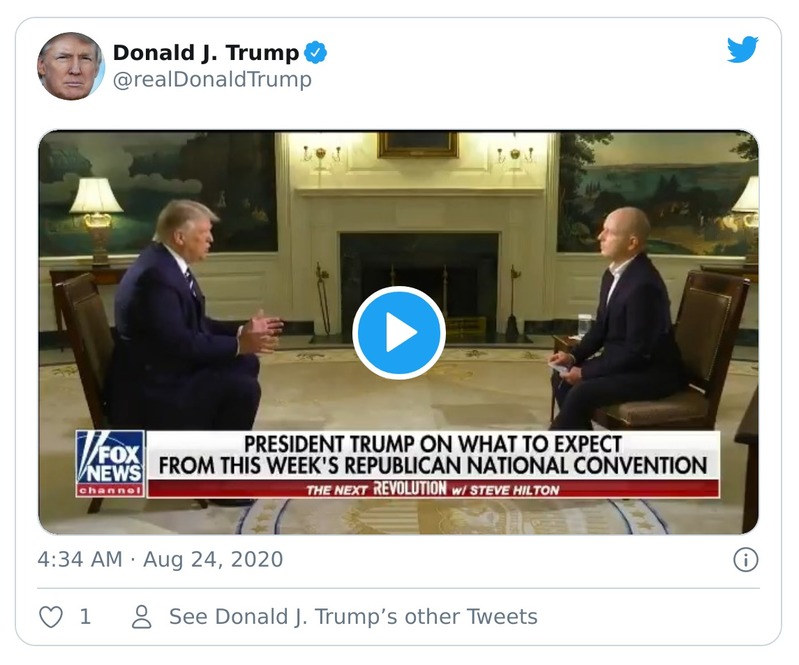 Donald J. Trump
@realDonaldTrump
FOX
NEWS
channel
PRESIDENT TRUMP ON WHAT TO EXPECT
FROM THIS WEEK'S REPUBLICAN NATIONAL CONVENTION
THE NEXT REVOLUTION w/ STEVE HILTON
4:34 AM · Aug 24, 2020
1
See Donald J. Trump’s other Tweets